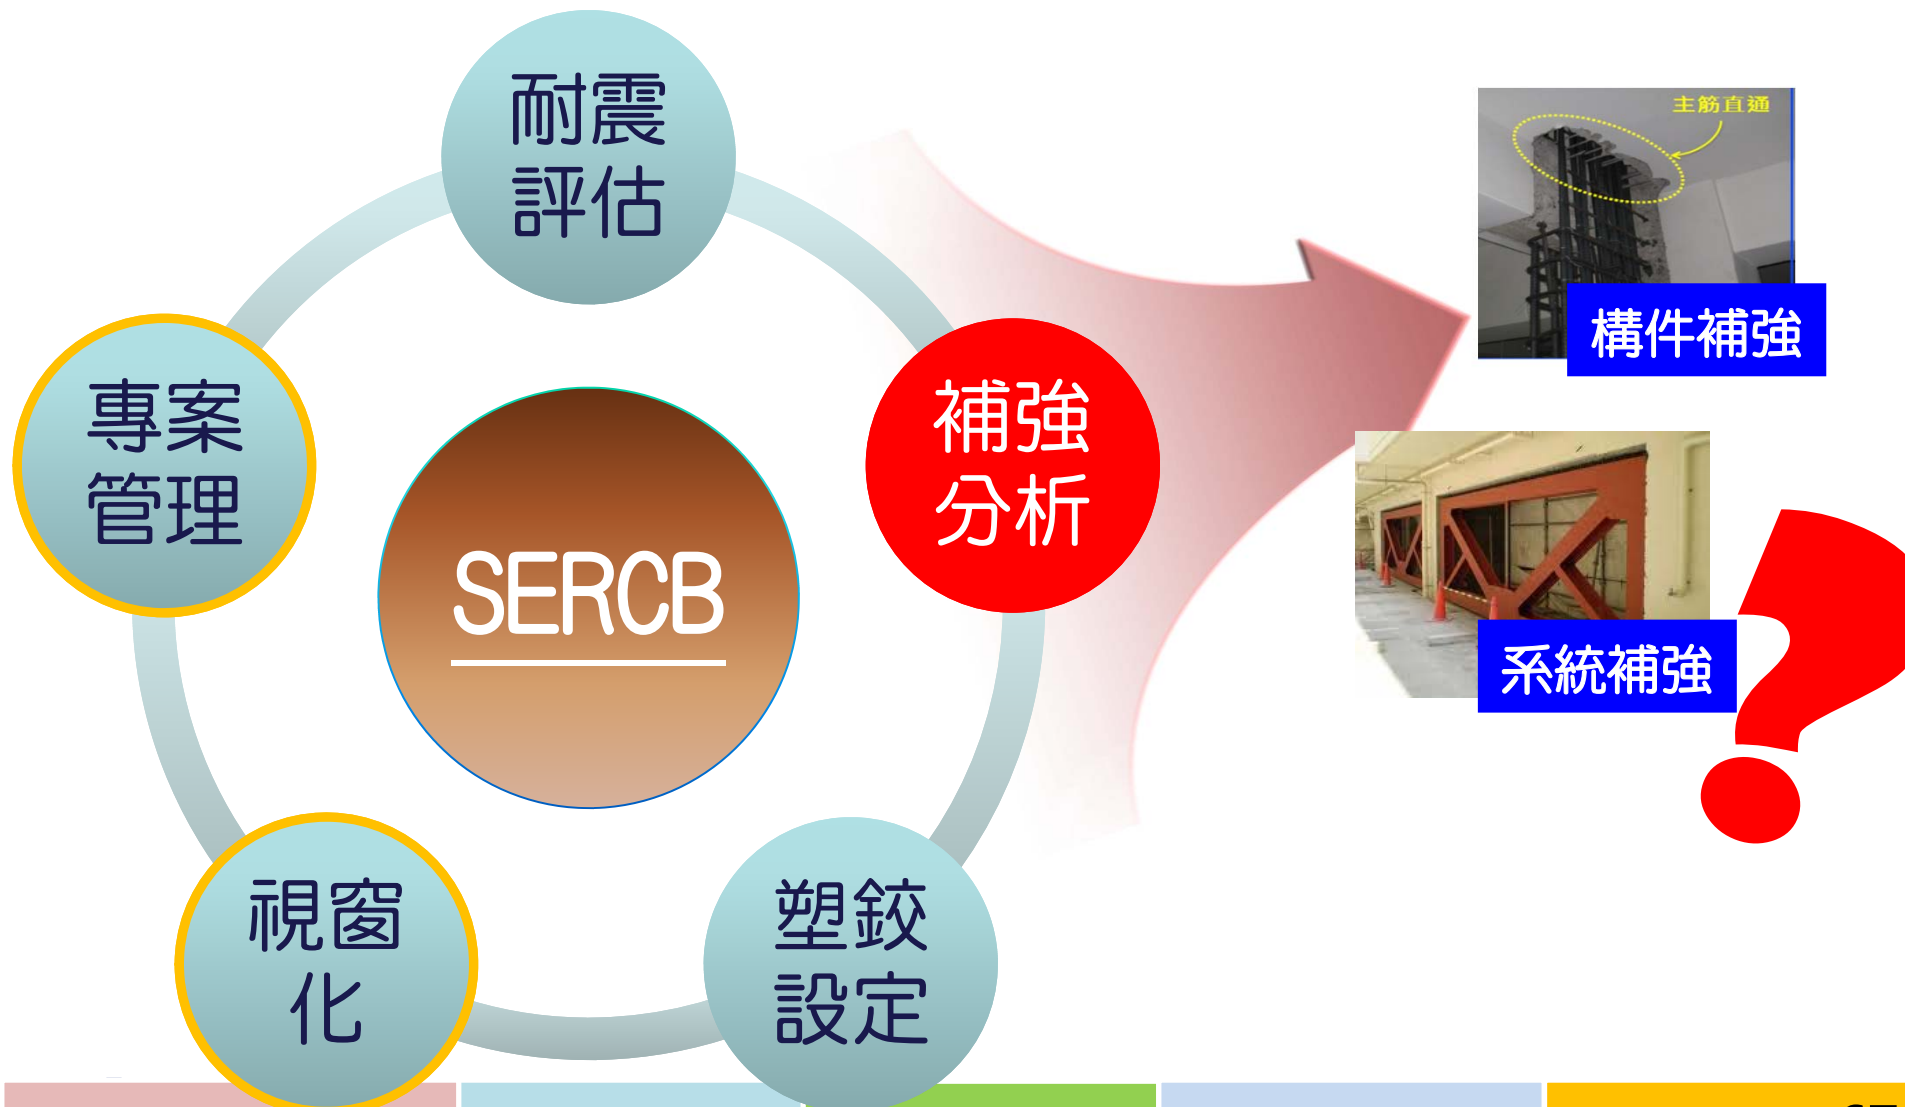 耐震
評估
專案
管理
補強
分析
SERCB
視窗
化
塑鉸
設定
主筋直通
構件補強
系統補強